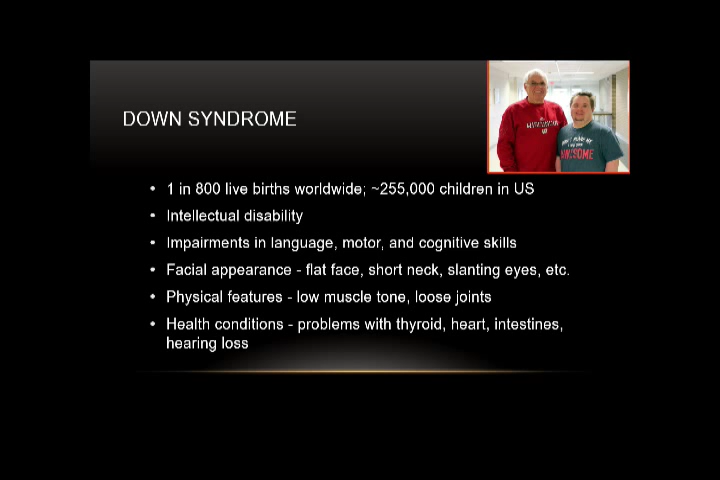 DOWN SYNDROME
• 1 in 800 live births worldwide; ~255,000 children in US
• Intellectual disability
• Impairments in language, motor, and cognitive skills
• Facial appearance - flat face, short neck, slanting eyes, etc.
• Physical features - low muscle tone, loose joints
• Health conditions - problems with thyroid, heart, intestines,
hearing loss
AWESOME